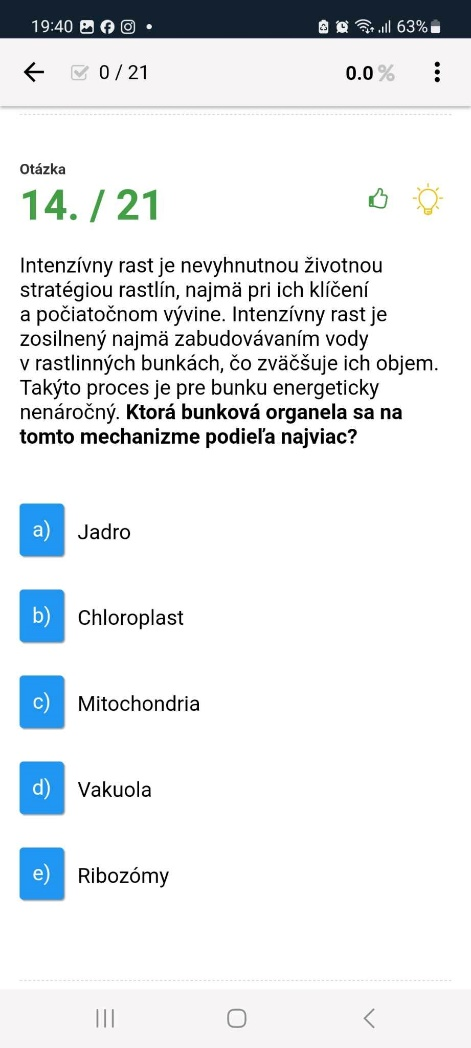 19:40
63%
0 / 21
0.0 %
Otázka
14. / 21
Intenzívny rast je nevyhnutnou životnou
stratégiou rastlín, najmä pri ich klíčení
a počiatočnom vývine. Intenzívny rast je
zosilnený najmä zabudovávaním vody
v rastlinných bunkách, čo zväčšuje ich objem.
Takýto proces je pre bunku energeticky
nenáročný. Ktorá bunková organela sa na
tomto mechanizme podieľa najviac?
a) Jadro
b) Chloroplast
c) Mitochondria
d) Vakuola
e) Ribozómy